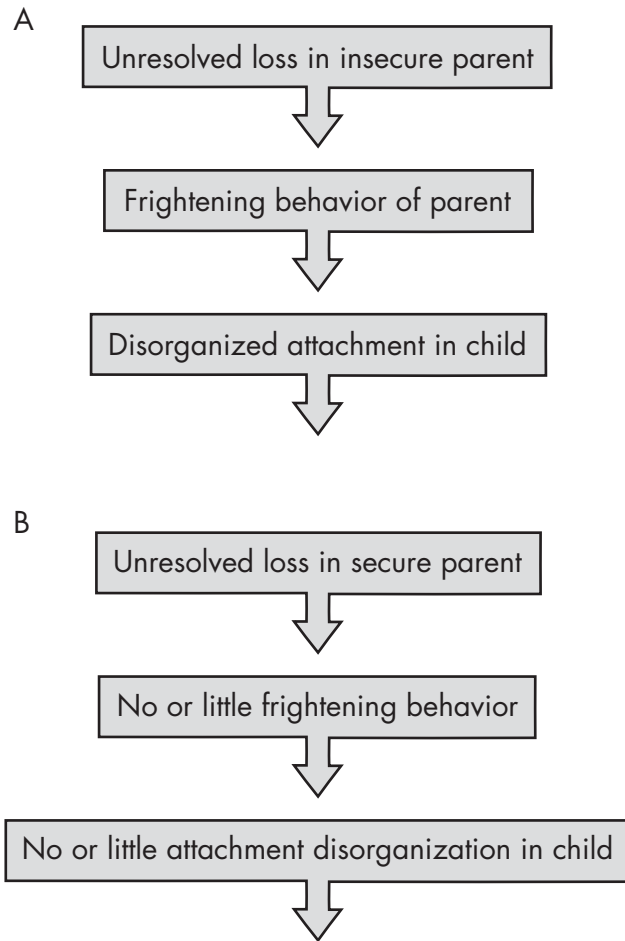 A
Unresolved loss in insecure parent
Frightening behavior of parent
Disorganized attachment in child
B
Unresolved loss in secure parent
No or little frightening behavior
No or little attachment disorganization in child